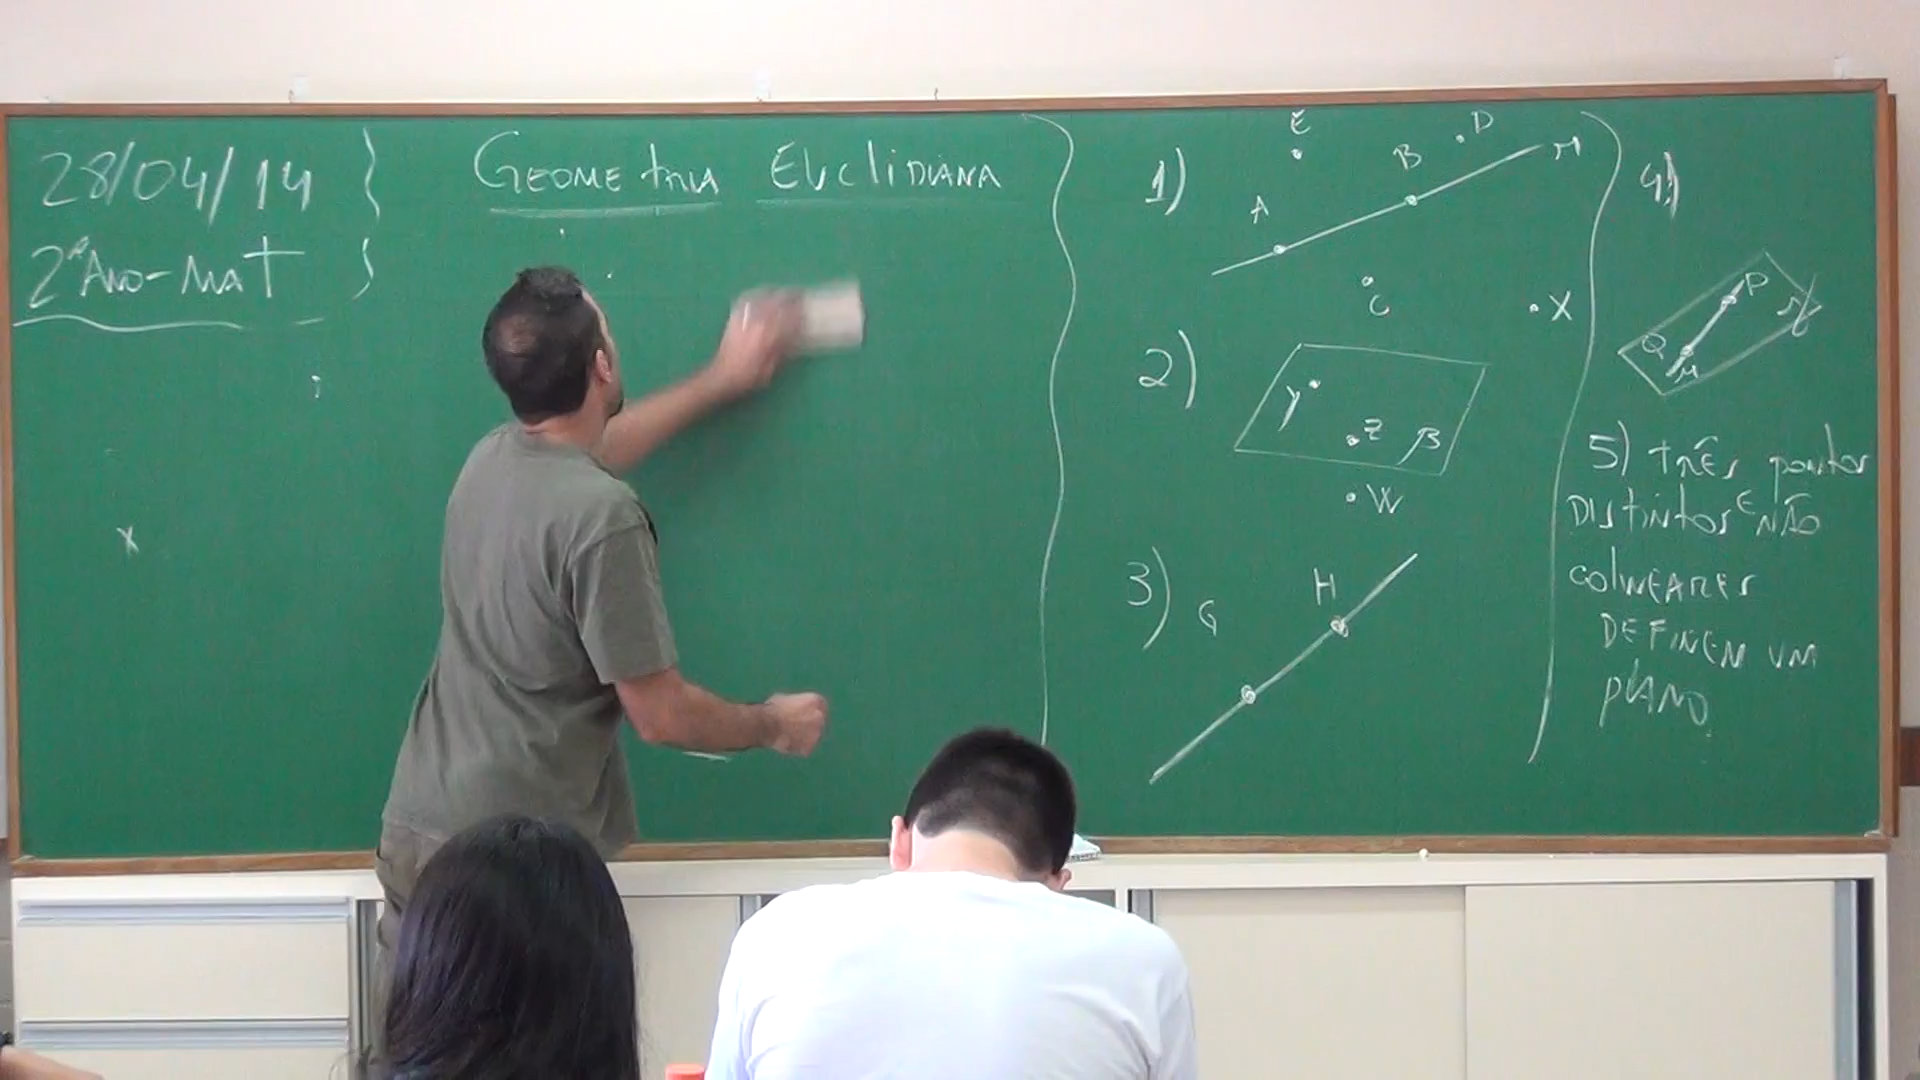 28/04/14
2ª Ano - Mat
Geometria Euclidiana
x
1)
E
D
B
A
C
X
2)
Y
Z
β
W
3)
G
H
4)
P
Q
5) três pontos
distintos e não
colineares
definem um
plano